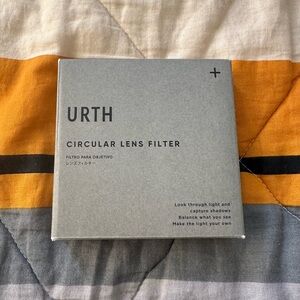 +
URTH
CIRCULAR LENS FILTER
FILTRO PARA OBJETIVO
レンズフィルター
Look through light and
capture shadows
Balance what you see
Make the light your own